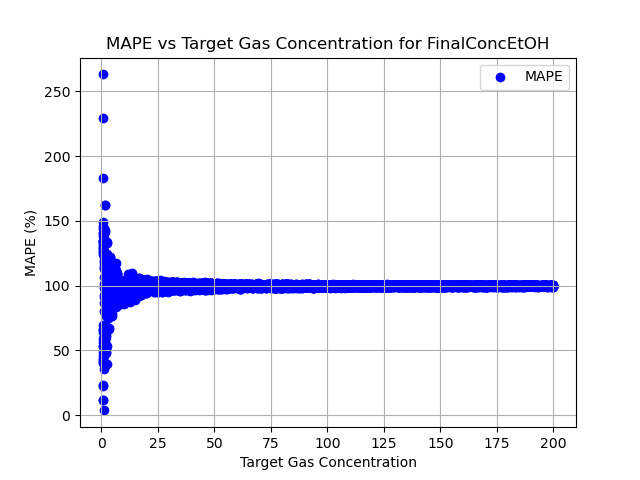 MAPE vs Target Gas Concentration for FinalConcEtOH
MAPE
250
200
150
100
50
0
MAPE (%)
0 25 50 75 100 125 150 175 200
Target Gas Concentration